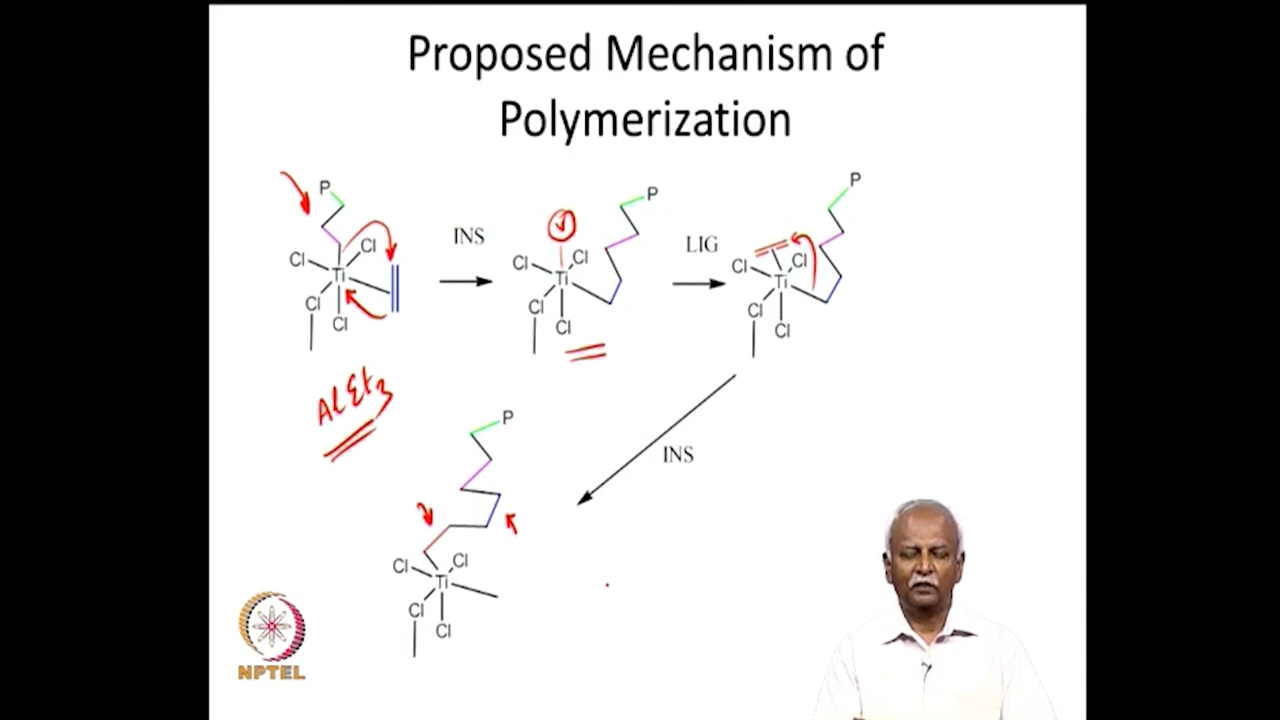 Proposed Mechanism of
Polymerization
P
Cl
Cl
Ti
Cl
Cl
INS
P
Cl
Cl
Ti
Cl
Cl
LIG
P
Cl
Cl
Ti
Cl
Cl
AlEt3
INS
P
Cl
Cl
Ti
Cl
Cl
NPTEL